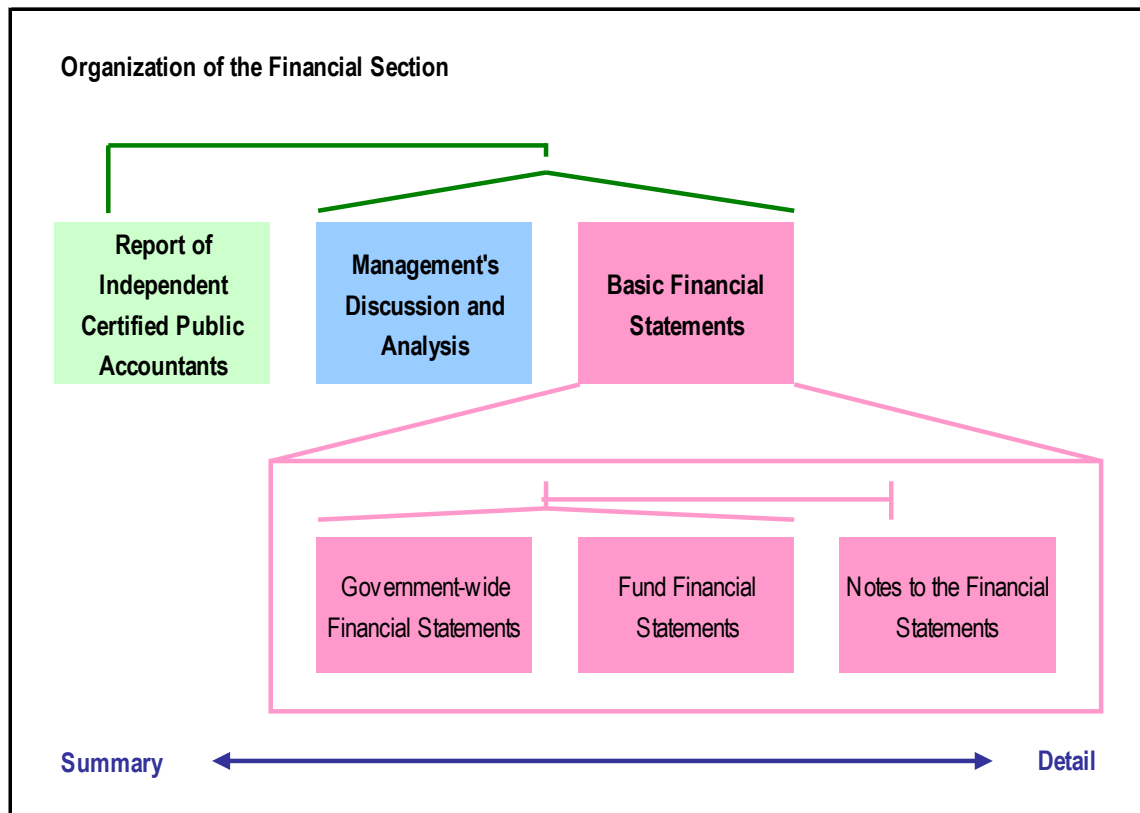 Organization of the Financial Section
Report of
Independent
Certified Public
Accountants
Management's
Discussion and
Analysis
Basic Financial
Statements
Government-wide
Financial Statements
Fund Financial
Statements
Notes to the Financial
Statements
Summary
Detail